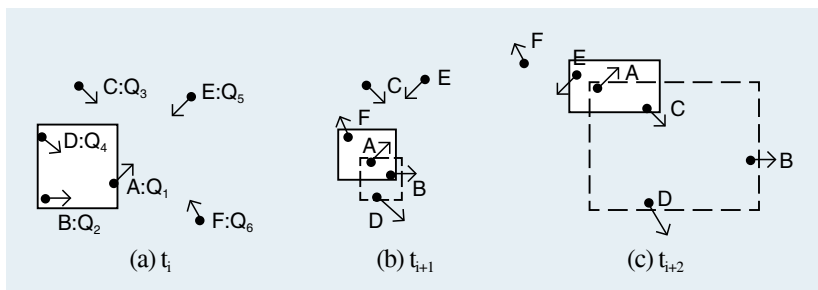 C:Q₃
E:Q₅
D:Q₄
A:Q₁
B:Q₂
F:Q₆
(a) tᵢ
C
E
F
A
B
D
(b) tᵢ₊₁
F
E
A
C
B
D
(c) tᵢ₊₂